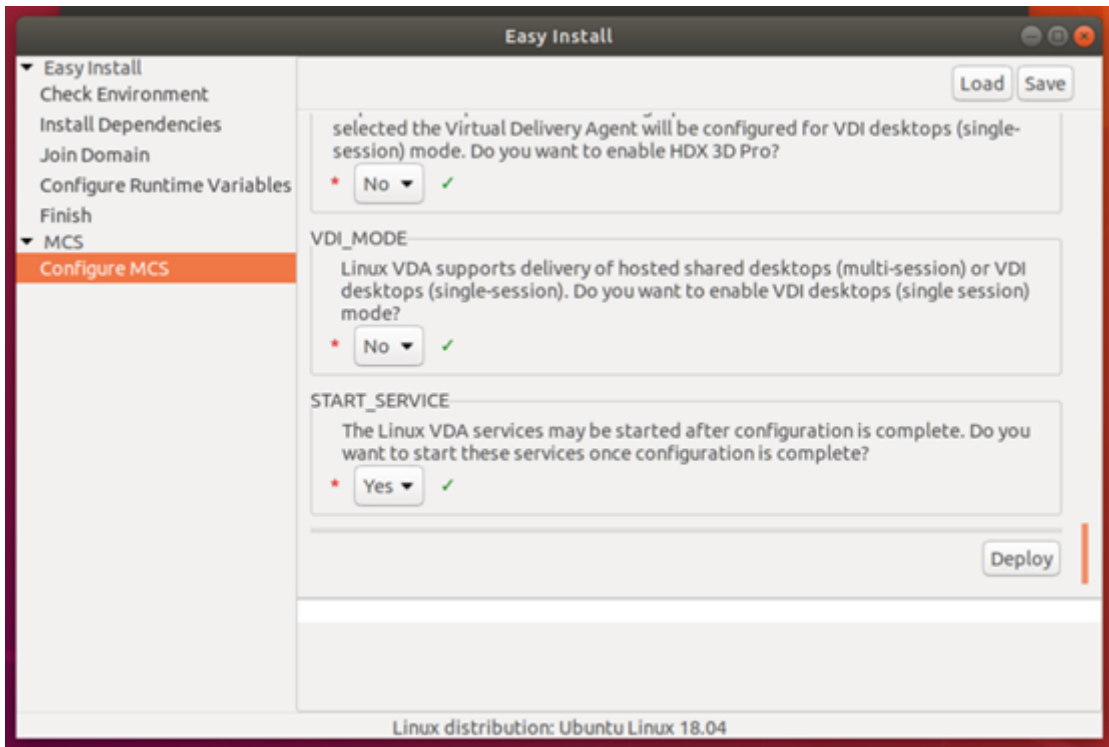 Easy Install
Easy Install
Check Environment
Install Dependencies
Join Domain
Configure Runtime Variables
Finish
MCS
Configure MCS
Load Save
selected the Virtual Delivery Agent will be configured for VDI desktops (single-
session) mode. Do you want to enable HDX 3D Pro?
* No ✓
VDI_MODE
Linux VDA supports delivery of hosted shared desktops (multi-session) or VDI
desktops (single-session). Do you want to enable VDI desktops (single session)
mode?
* No ✓
START_SERVICE
The Linux VDA services may be started after configuration is complete. Do you
want to start these services once configuration is complete?
* Yes ✓
Deploy
Linux distribution: Ubuntu Linux 18.04